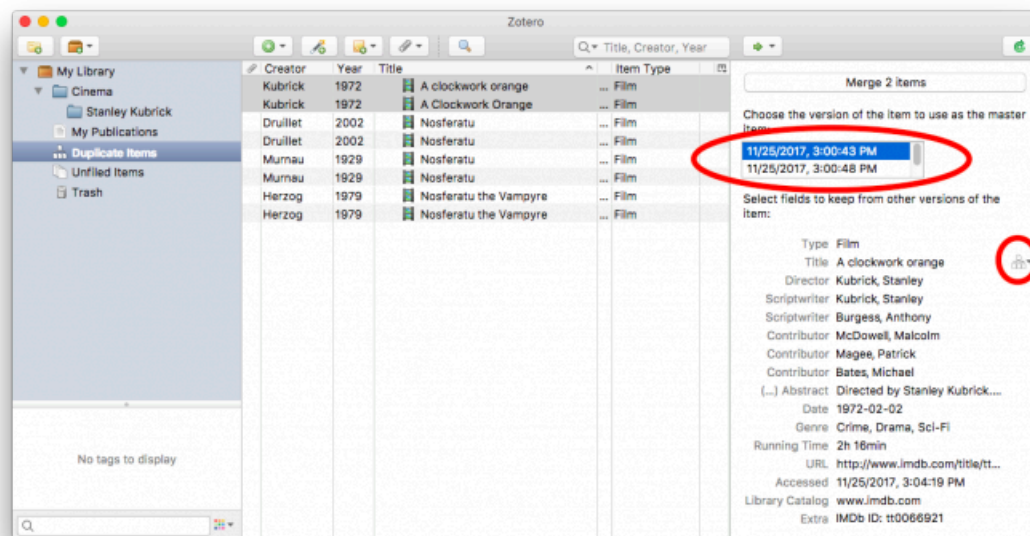 Zotero
Title, Creator, Year
My Library
Cinema
Stanley Kubrick
My Publications
Duplicate Items
Unfiled Items
Trash
No tags to display
Creator Year Title Item Type
Kubrick 1972 A clockwork orange ... Film
Kubrick 1972 A Clockwork Orange ... Film
Druillet 2002 Nosferatu ... Film
Druillet 2002 Nosferatu ... Film
Murnau 1929 Nosferatu ... Film
Murnau 1929 Nosferatu ... Film
Herzog 1979 Nosferatu the Vampyre ... Film
Herzog 1979 Nosferatu the Vampyre ... Film
Merge 2 items
Choose the version of the item to use as the master
item:
11/25/2017, 3:00:43 PM
11/25/2017, 3:00:48 PM
Select fields to keep from other versions of the
item:
Type Film
Title A clockwork orange
Director Kubrick, Stanley
Scriptwriter Kubrick, Stanley
Scriptwriter Burgess, Anthony
Contributor McDowell, Malcolm
Contributor Magee, Patrick
Contributor Bates, Michael
(...) Abstract Directed by Stanley Kubrick....
Date 1972-02-02
Genre Crime, Drama, Sci-Fi
Running Time 2h 16min
URL http://www.imdb.com/title/tt...
Accessed 11/25/2017, 3:04:19 PM
Library Catalog www.imdb.com
Extra IMDb ID: tt0066921